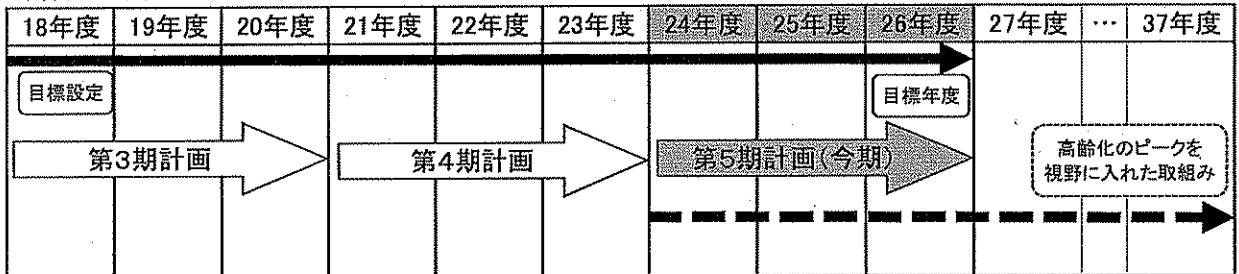 18年度 19年度 20年度 21年度 22年度 23年度 24年度 25年度 26年度 27年度 … 37年度
目標設定
目標年度
第3期計画
第4期計画
第5期計画(今期)
高齢化のピークを
視野に入れた取組み